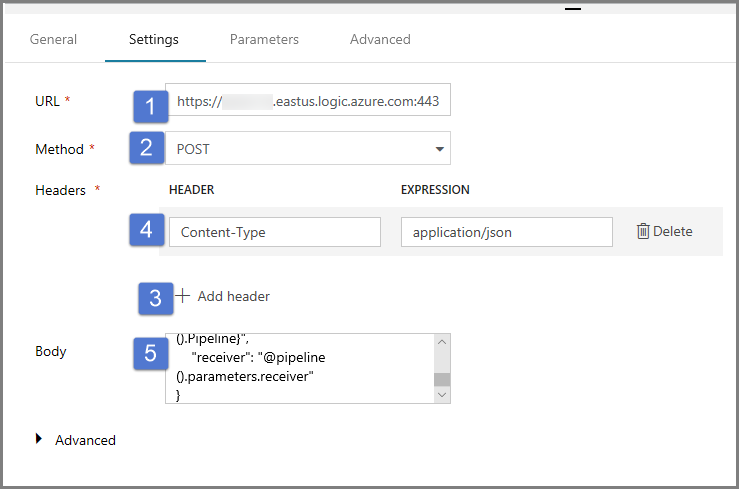 General Settings Parameters Advanced
URL * 1 https:// .eastus.logic.azure.com:443
Method * 2 POST
Headers * HEADER EXPRESSION
4 Content-Type application/json Delete
3 Add header
Body 5 ().Pipeline}",
"receiver": "@pipeline
().parameters.receiver"
}
Advanced